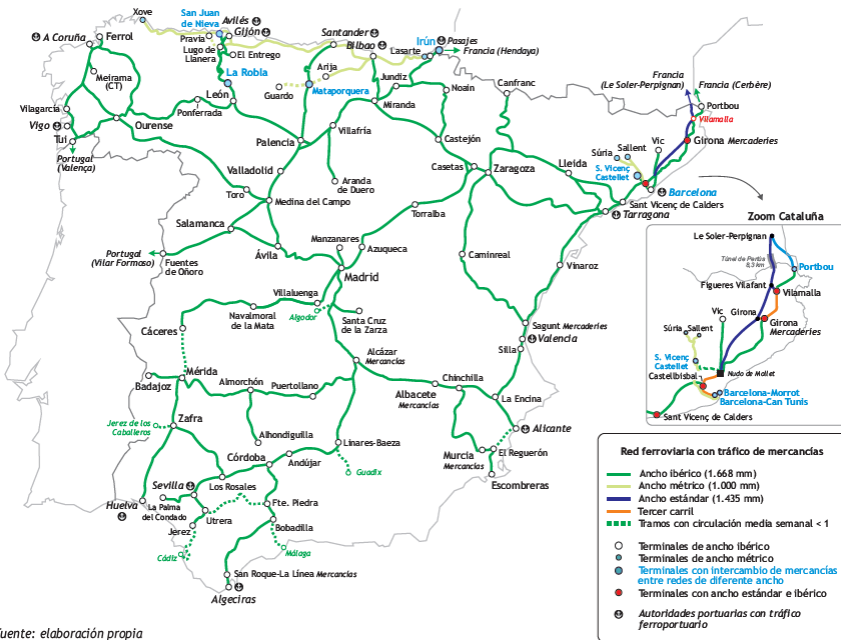 Xove
San Juan
de Nieva
Avilés
Gijón
Pravia
Lugo de
Llanera
El Entrego
La Robla
A Coruña
Ferrol
Meirama
(CT)
Vilagarcía
Vigo
Tui
Portugal
(Valença)
Ourense
Ponferrada
León
Santander
Bilbao
Arija
Guardo
Mataporquera
Lasarte
Irún
Pasajes
Francia (Hendaya)
Jundiz
Miranda
Noain
Canfranc
Palencia
Villafría
Castejón
Casetas
Zaragoza
Aranda
de Duero
Valladolid
Toro
Medina del Campo
Salamanca
Portugal
(Vilar Formoso)
Fuentes
de Oñoro
Ávila
Manzanares
Azuqueca
Torralba
Madrid
Francia
(Le Soler-Perpignan)
Francia (Cerbère)
Portbou
Vilamalla
Girona Mercaderies
Vic
Sallent
Súria
S. Vicenç
Castellet
Lleida
Barcelona
Sant Vicenç de Calders
Tarragona
Caminreal
Vinaroz
Villaluenga
Algodor
Santa Cruz
de la Zarza
Navalmoral
de la Mata
Cáceres
Sagunt Mercaderies
Valencia
Silla
Alcázar
Mercancías
Chinchilla
Albacete
Mercancías
La Encina
Alicante
Murcia
Mercancías
El Reguerón
Escombreras
Badajoz
Mérida
Almorchón
Puertollano
Zafra
Jerez de los
Caballeros
Alhondiguilla
Córdoba
Andújar
Linares-Baeza
Guadix
Sevilla
Los Rosales
Huelva
La Palma
del Condado
Utrera
Jerez
Cádiz
Fte. Piedra
Bobadilla
Málaga
San Roque-La Línea Mercancías
Algeciras
Zoom Cataluña
Le Soler-Perpignan
Túnel de Pertús
8,3 km
Portbou
Figueres Vilafant
Vilamalla
Vic
Girona
Girona
Mercaderies
Súria
Sallent
S. Vicenç
Castellet
Castellbisbal
Nudo de Mollet
Barcelona-Morrot
Barcelona-Can Tunis
Sant Vicenç de Calders
Red ferroviaria con tráfico de mercancías
Ancho ibérico (1.668 mm)
Ancho métrico (1.000 mm)
Ancho estándar (1.435 mm)
Tercer carril
Tramos con circulación media semanal < 1
Terminales de ancho ibérico
Terminales de ancho métrico
Terminales con intercambio de mercancías
entre redes de diferente ancho
Terminales con ancho estándar e ibérico
Autoridades portuarias con tráfico
ferroportuario
uente: elaboración propia